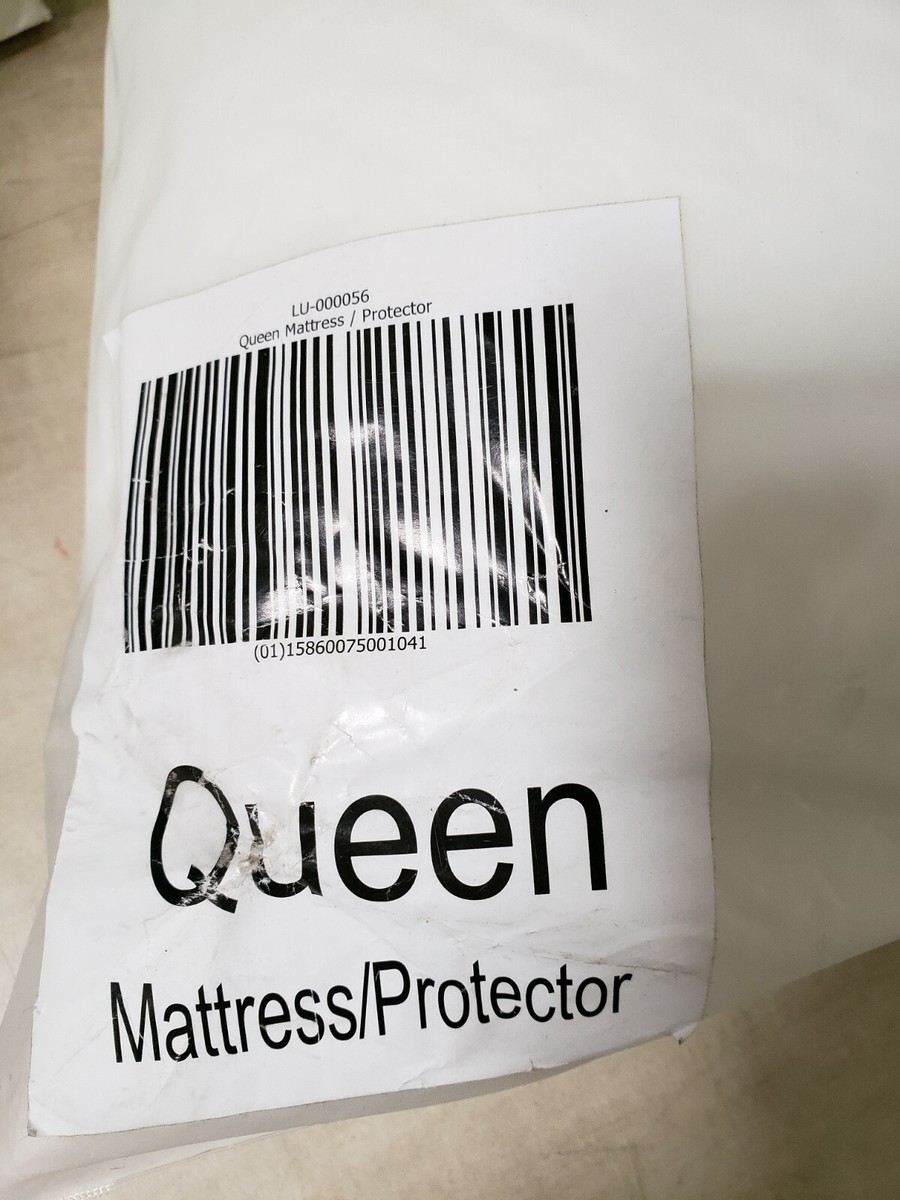 LU-000056
Queen Mattress / Protector
(01)15860075001041
Queen
Mattress/Protector